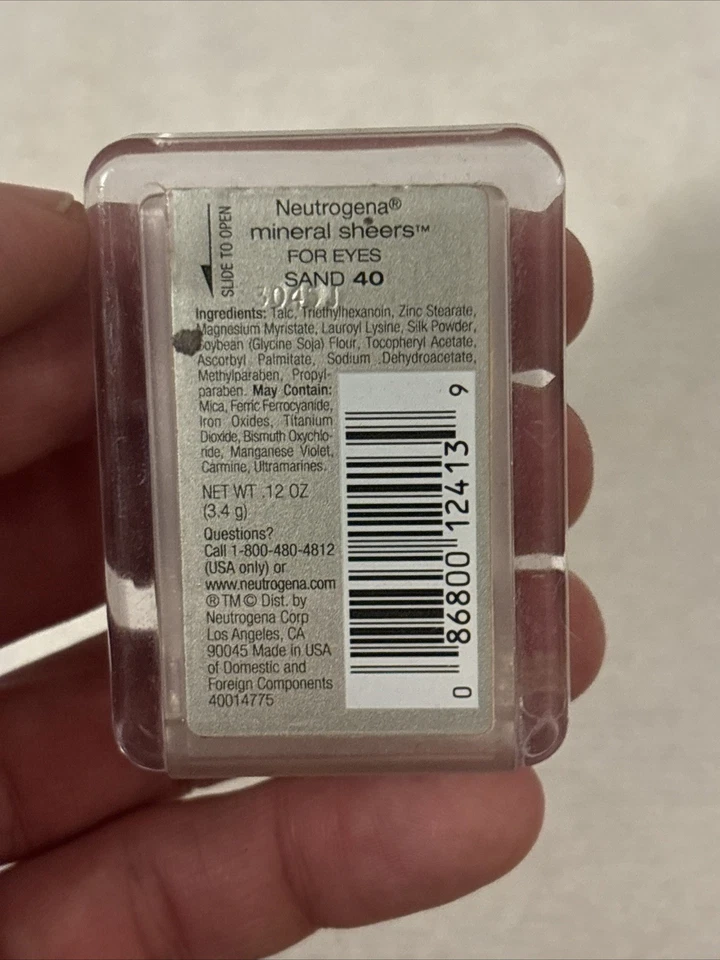 SLIDE TO OPEN
Neutrogena®
mineral sheers™
FOR EYES
SAND 40
Ingredients: Talc, Triethylhexanoin, Zinc Stearate,
Magnesium Myristate, Lauroyl Lysine, Silk Powder,
Soybean (Glycine Soja) Flour, Tocopheryl Acetate,
Ascorbyl Palmitate, Sodium Dehydroacetate,
Methylparaben, Propyl-
paraben. May Contain:
Mica, Ferric Ferrocyanide,
Iron Oxides, Titanium
Dioxide, Bismuth Oxychlo-
ride, Manganese Violet,
Carmine, Ultramarines.
NET WT .12 OZ
(3.4 g)
Questions?
Call 1-800-480-4812
(USA only) or
www.neutrogena.com
®TM© Dist. by
Neutrogena Corp
Los Angeles, CA
90045 Made in USA
of Domestic and
Foreign Components
40014775
0 86800 12413 9